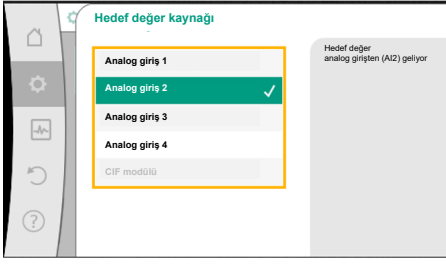 Hedef değer kaynağı
Analog giriş 1
Analog giriş 2
Analog giriş 3
Analog giriş 4
CIF modülü
Hedef değer
analog girişten (AI2) geliyor